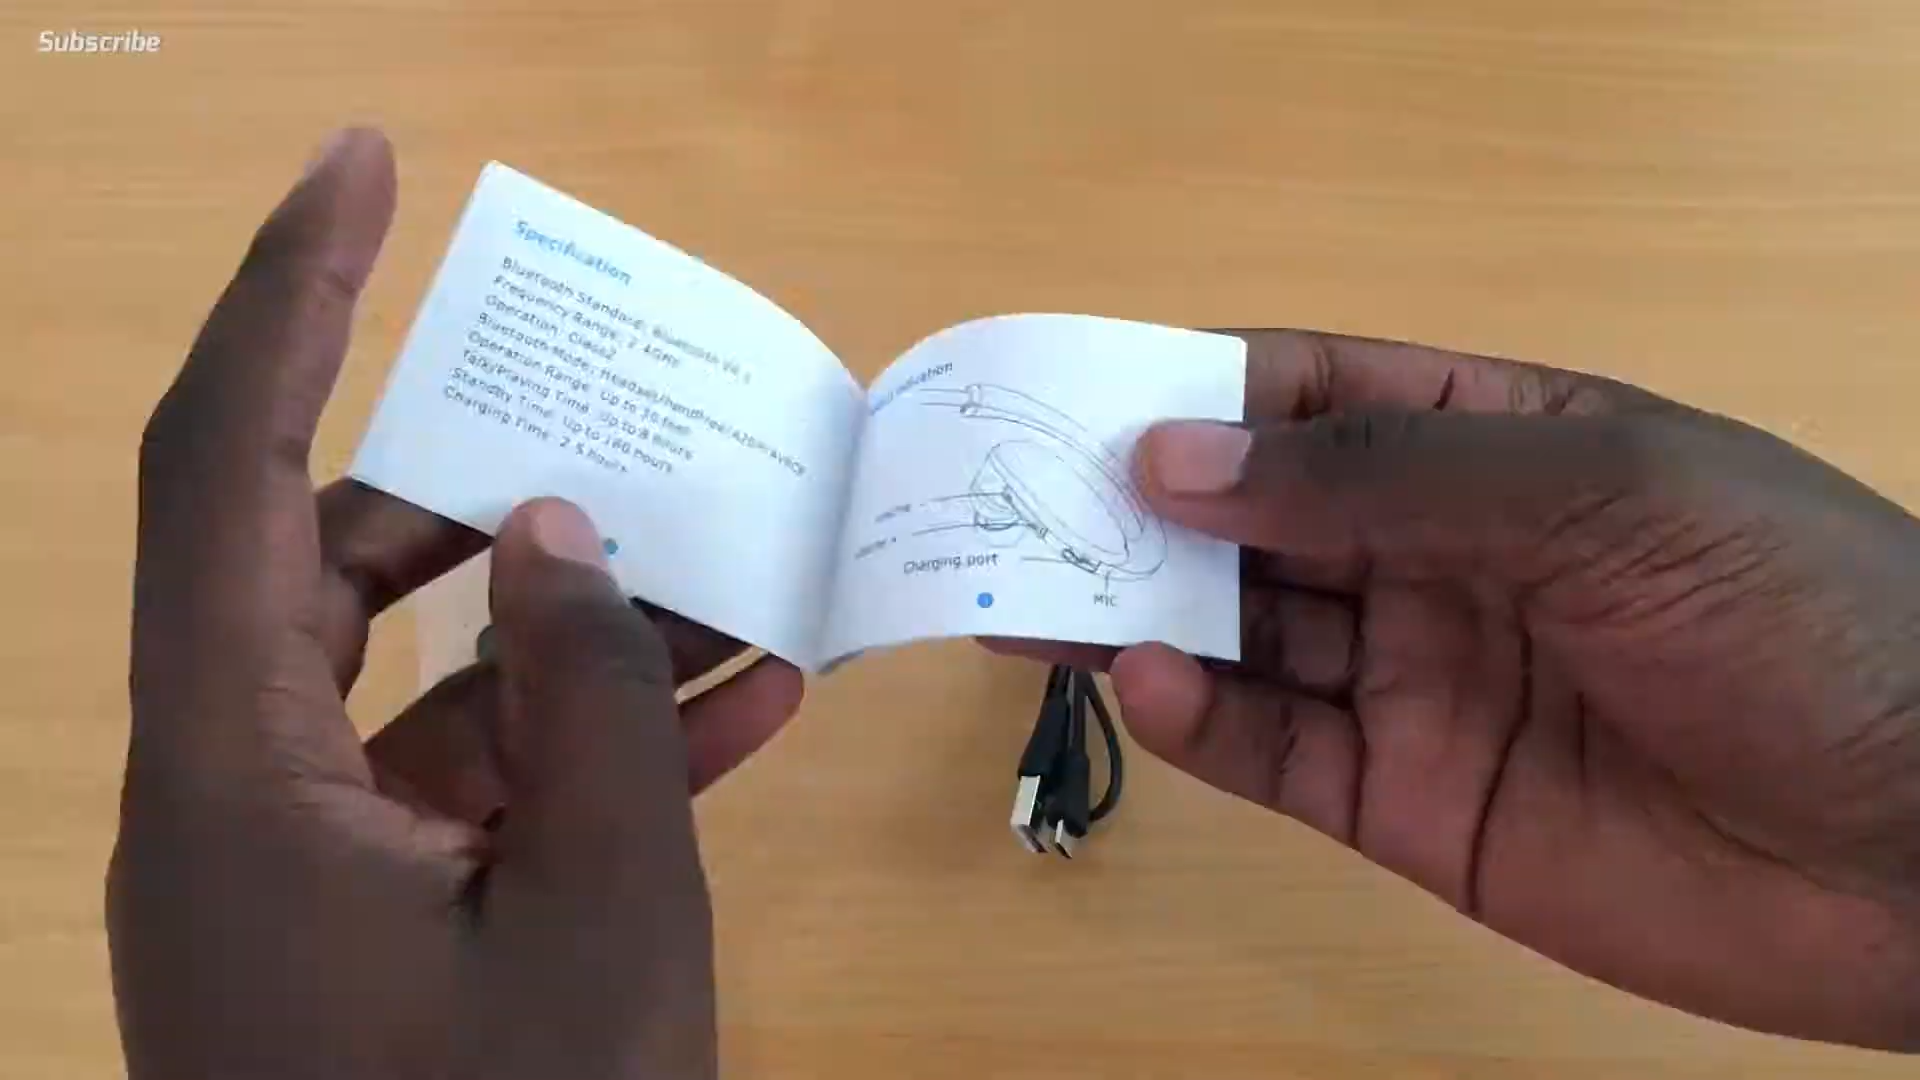 Subscribe
Specification
Bluetooth Standard: Bluetooth V4.1
Frequency Range: 2.4GHz
Operation: Class2
Bluetooth Mode: Headset/handfree/A2DP/AVRCP
Operation Range: Up to 30 feet
Talk/Playing Time: Up to 8 hours
Standby Time: Up to 180 hours
Charging Time: 2.5 hours
indication
Charging port
MIC